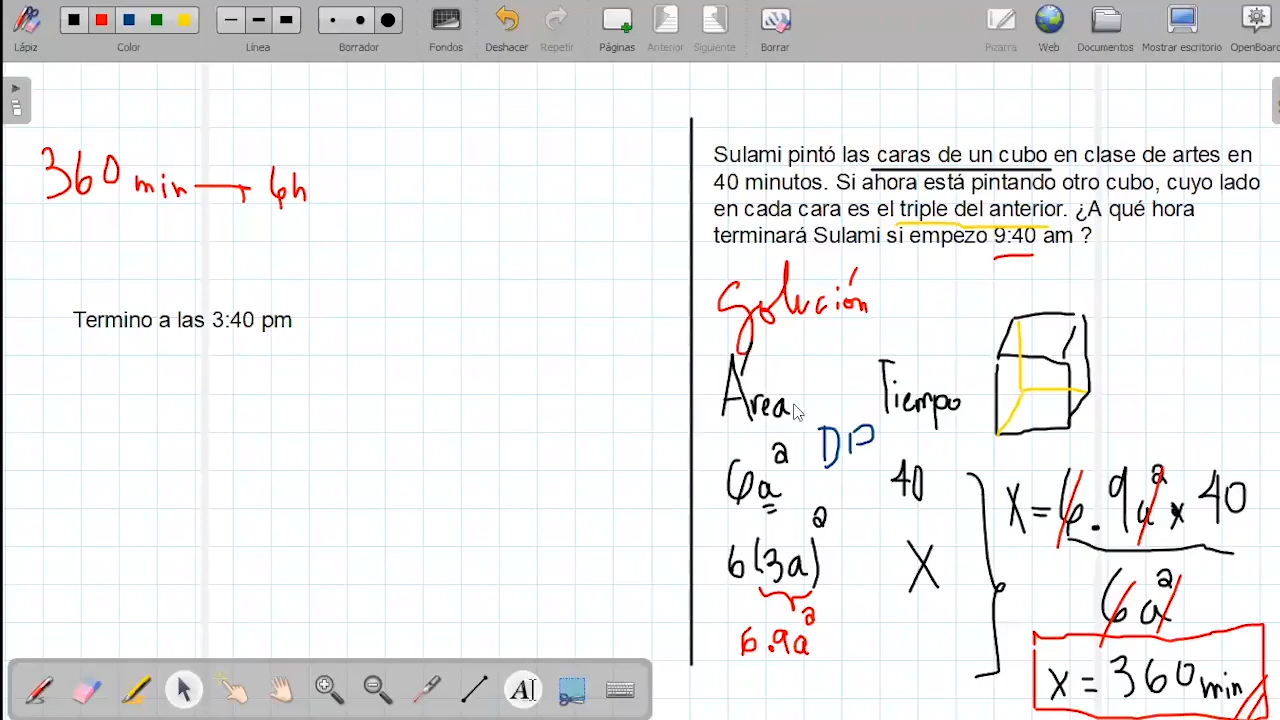 Lápiz Color Línea Borrador Fondos Deshacer Repetir Páginas Anterior Siguiente Borrar Pizarra Web Documentos Mostrar escritorio OpenBoard
360 min → 6h
Termino a las 3:40 pm
Sulami pintó las caras de un cubo en clase de artes en
40 minutos. Si ahora está pintando otro cubo, cuyo lado
en cada cara es el triple del anterior. ¿A qué hora
terminará Sulami si empezo 9:40 am ?
Solución
Área Tiempo
DP
6a² 40
6(3a)² X
6.9a²
X = 6.9a² x 40
6a²
x = 360 min
AI